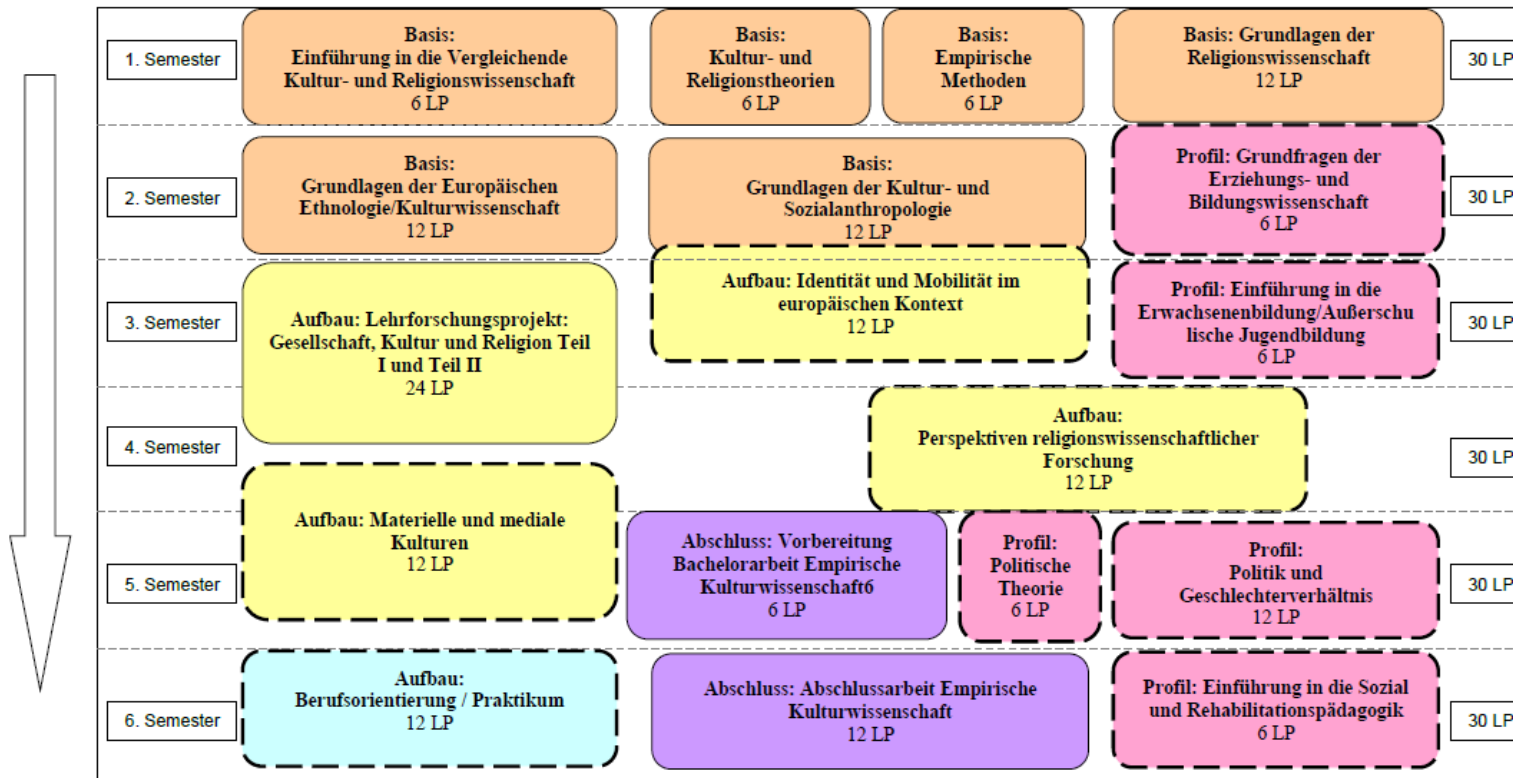 1. Semester
Basis:
Einführung in die Vergleichende
Kultur- und Religionswissenschaft
6 LP
Basis:
Kultur- und
Religionstheorien
6 LP
Basis:
Empirische
Methoden
6 LP
Basis: Grundlagen der
Religionswissenschaft
12 LP
30 LP
2. Semester
Basis:
Grundlagen der Europäischen
Ethnologie/Kulturwissenschaft
12 LP
Basis:
Grundlagen der Kultur- und
Sozialanthropologie
12 LP
Profil: Grundfragen der
Erziehungs- und
Bildungswissenschaft
6 LP
30 LP
3. Semester
Aufbau: Lehrforschungsprojekt:
Gesellschaft, Kultur und Religion Teil
I und Teil II
24 LP
Aufbau: Identität und Mobilität im
europäischen Kontext
12 LP
Profil: Einführung in die
Erwachsenenbildung/Außerschu
lische Jugendbildung
6 LP
30 LP
4. Semester
Aufbau:
Perspektiven religionswissenschaftlicher
Forschung
12 LP
30 LP
5. Semester
Aufbau: Materielle und mediale
Kulturen
12 LP
Abschluss: Vorbereitung
Bachelorarbeit Empirische
Kulturwissenschaft6
6 LP
Profil:
Politische
Theorie
6 LP
Profil:
Politik und
Geschlechterverhältnis
12 LP
30 LP
6. Semester
Aufbau:
Berufsorientierung / Praktikum
12 LP
Abschluss: Abschlussarbeit Empirische
Kulturwissenschaft
12 LP
Profil: Einführung in die Sozial
und Rehabilitationspädagogik
6 LP
30 LP